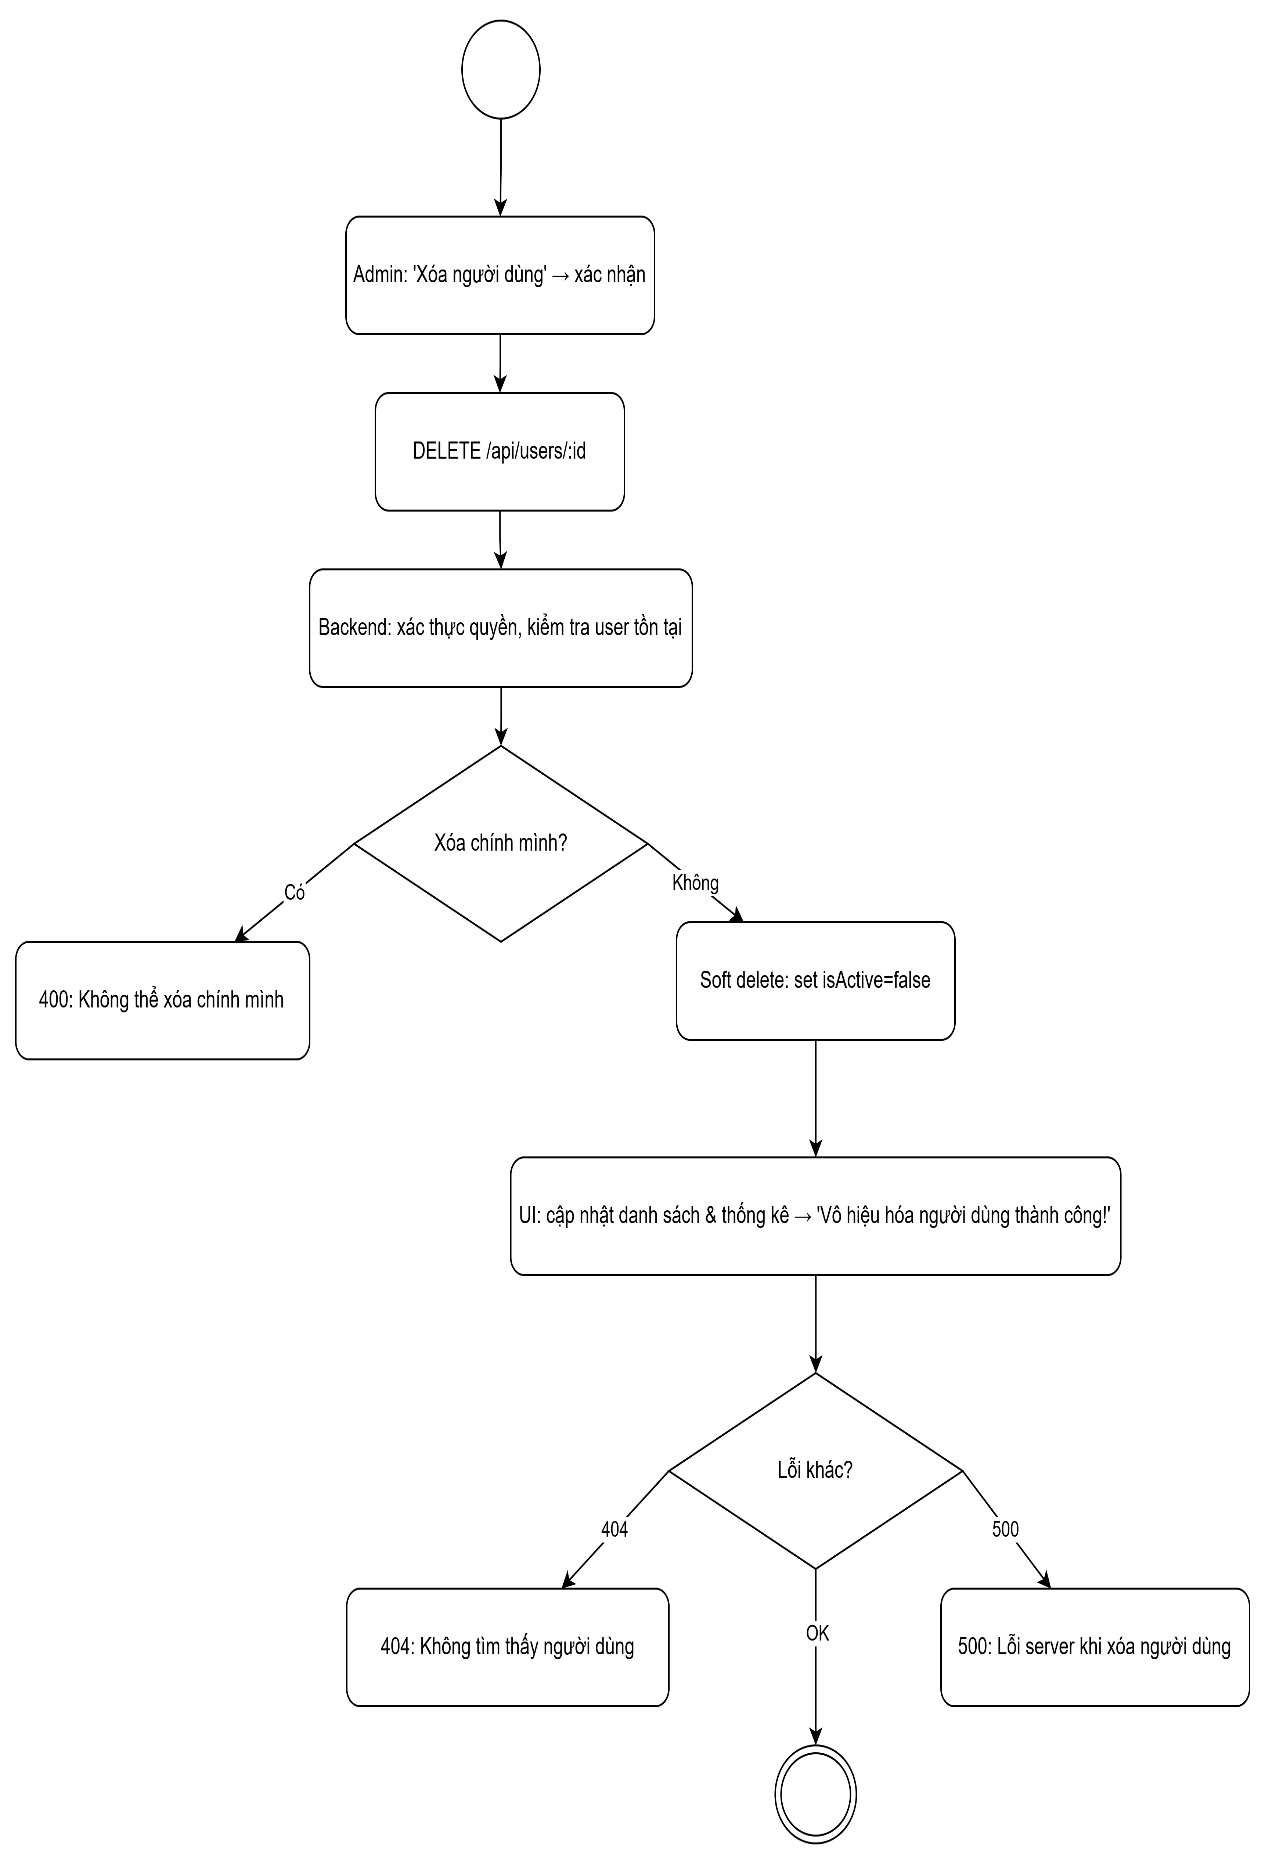 Admin: 'Xóa người dùng' → xác nhận
DELETE /api/users/:id
Backend: xác thực quyền, kiểm tra user tồn tại
Xóa chính mình?
Có
Không
400: Không thể xóa chính mình
Soft delete: set isActive=false
UI: cập nhật danh sách & thống kê → 'Vô hiệu hóa người dùng thành công!'
Lỗi khác?
404
500
404: Không tìm thấy người dùng
OK
500: Lỗi server khi xóa người dùng